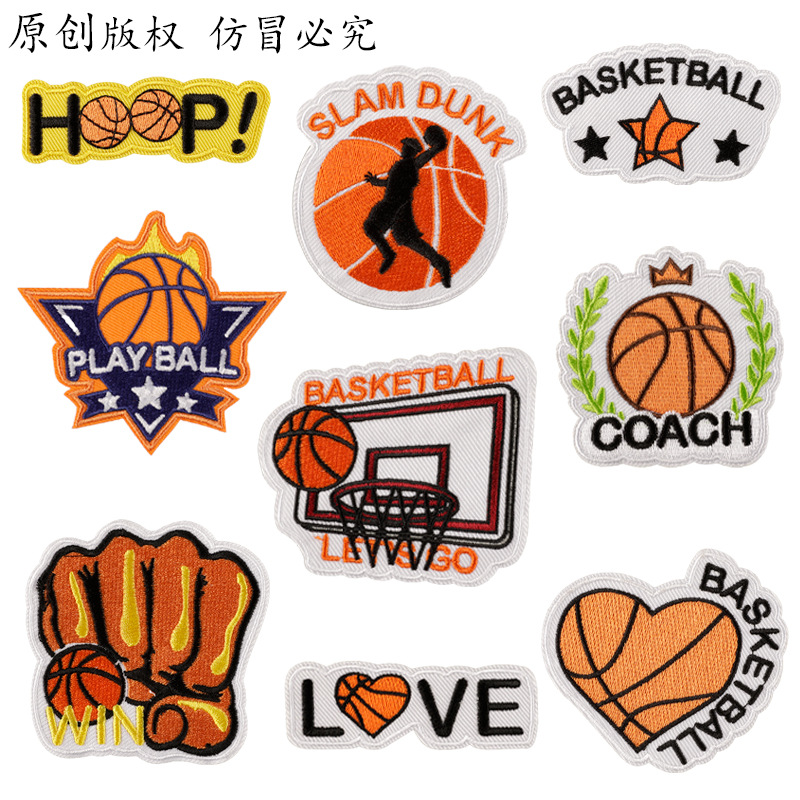 原创版权 仿冒必究
HOOP!
SLAM DUNK
BASKETBALL
PLAY BALL
COACH
BASKETBALL
LET'S GO
WIN
LOVE
BASKETBALL
BASKETBALL